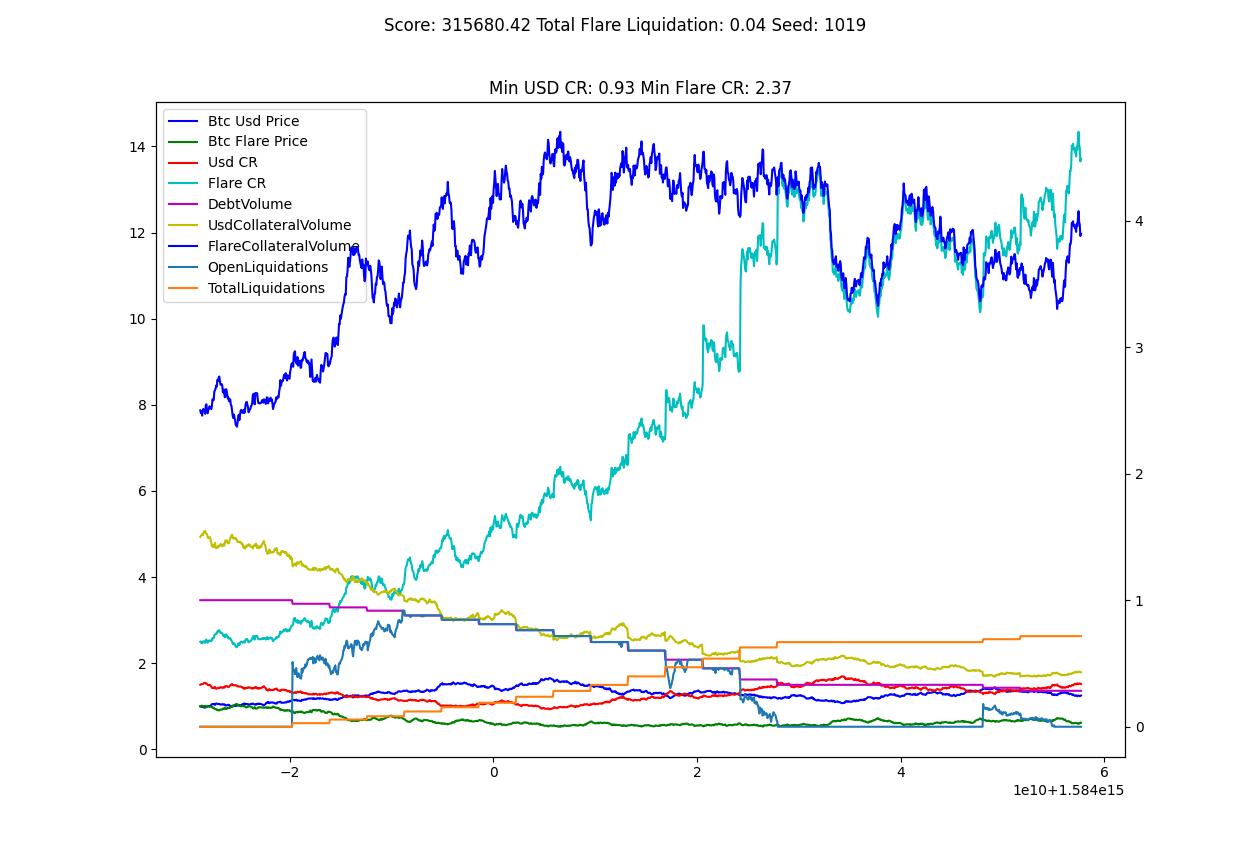 Score: 315680.42 Total Flare Liquidation: 0.04 Seed: 1019
Min USD CR: 0.93 Min Flare CR: 2.37
Btc Usd Price
Btc Flare Price
Usd CR
Flare CR
DebtVolume
UsdCollateralVolume
FlareCollateralVolume
OpenLiquidations
TotalLiquidations
14
12
10
8
6
4
2
0
4
3
2
1
0
−2 0 2 4 6
1e10+1.584e15